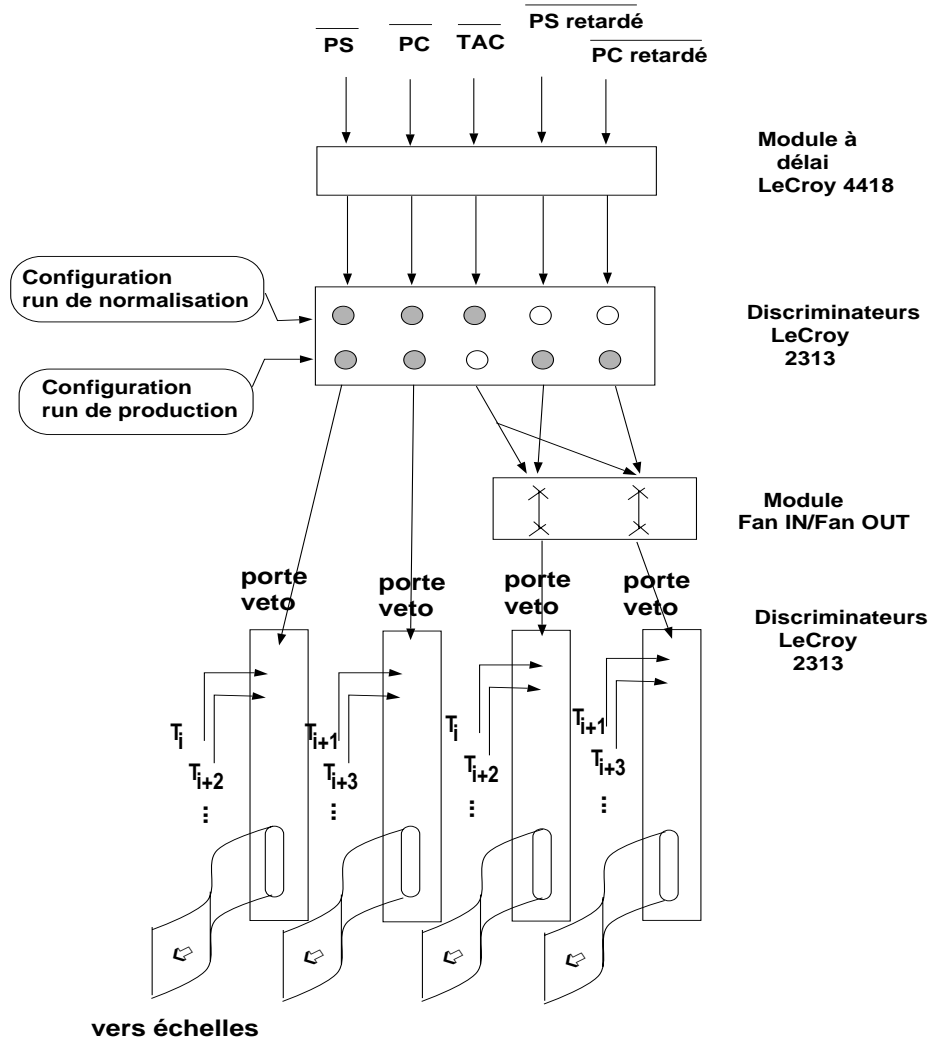 PS
PC
TAC
PS retardé
PC retardé
Module à
délai
LeCroy 4418
Configuration
run de normalisation
Discriminateurs
LeCroy
2313
Configuration
run de production
Module
Fan IN/Fan OUT
porte
veto
porte
veto
porte
veto
porte
veto
Discriminateurs
LeCroy
2313
Ti
Ti+2
...
Ti+1
Ti+3
...
Ti
Ti+2
...
Ti+1
Ti+3
...
vers échelles